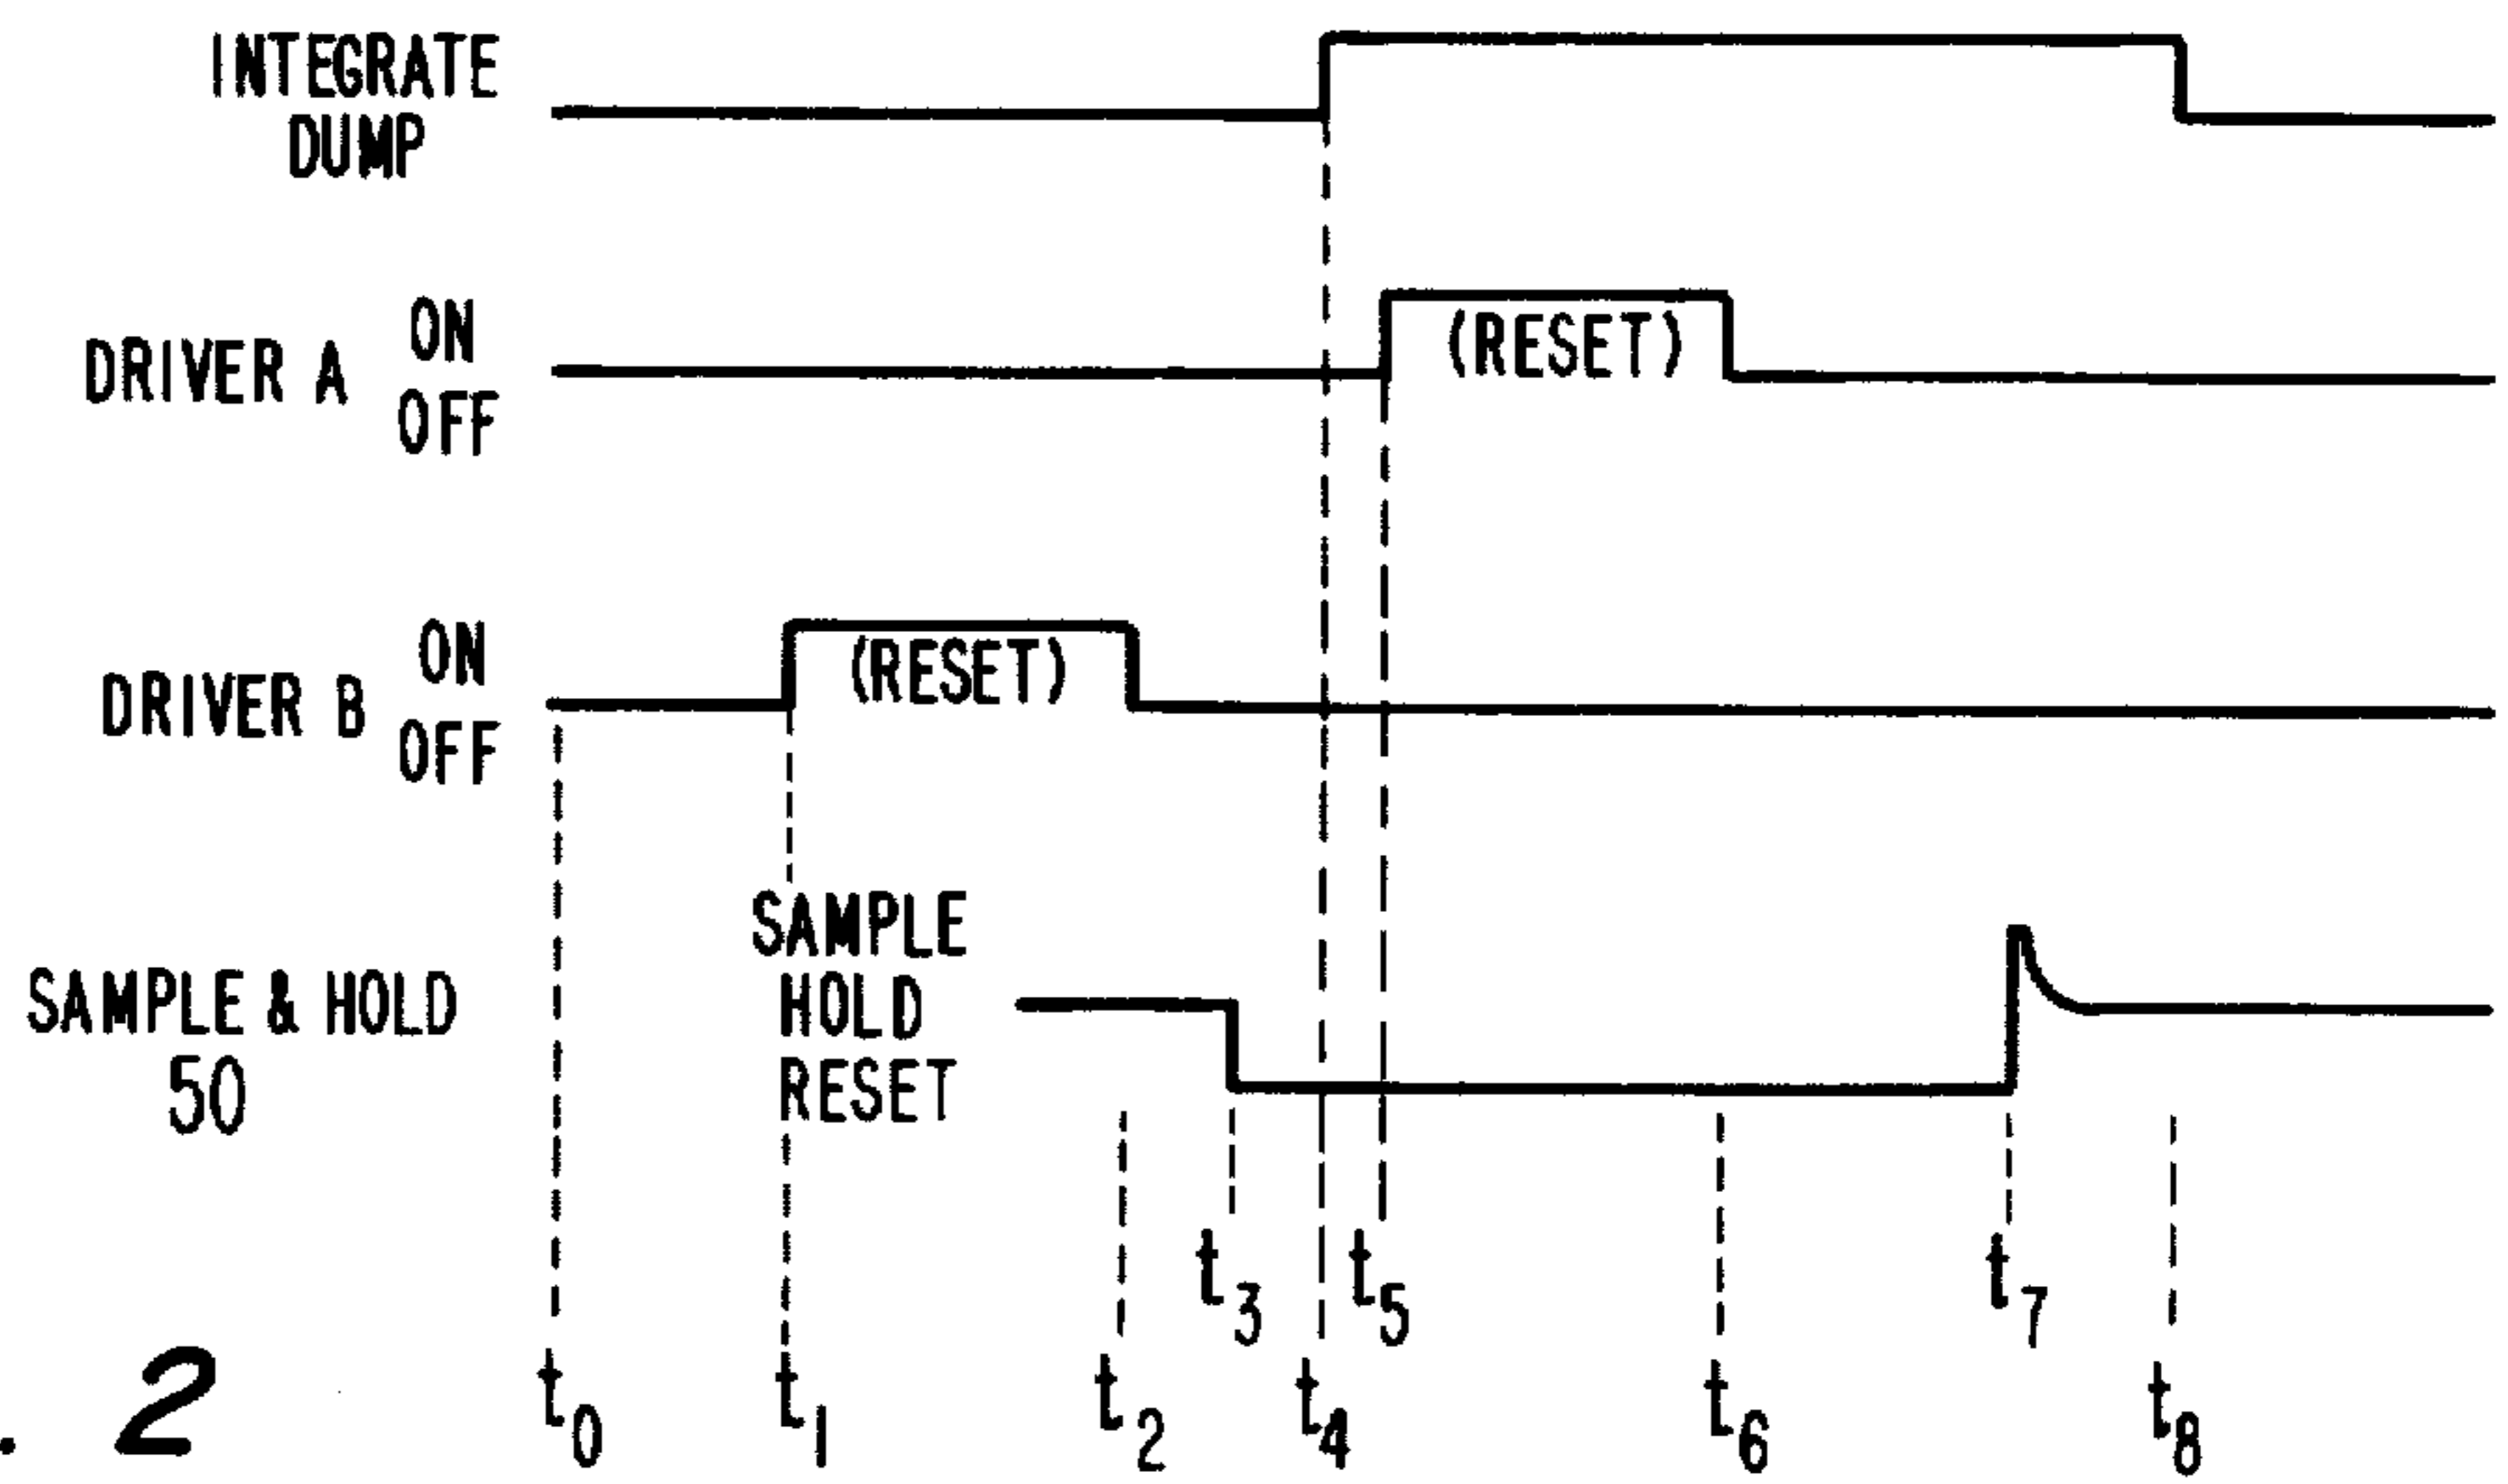 INTEGRATE
DUMP
DRIVER A
ON
OFF
(RESET)
DRIVER B
ON
OFF
(RESET)
SAMPLE & HOLD
50
SAMPLE
HOLD
RESET
t0
t1
t2
t3
t4
t5
t6
t7
t8
. 2